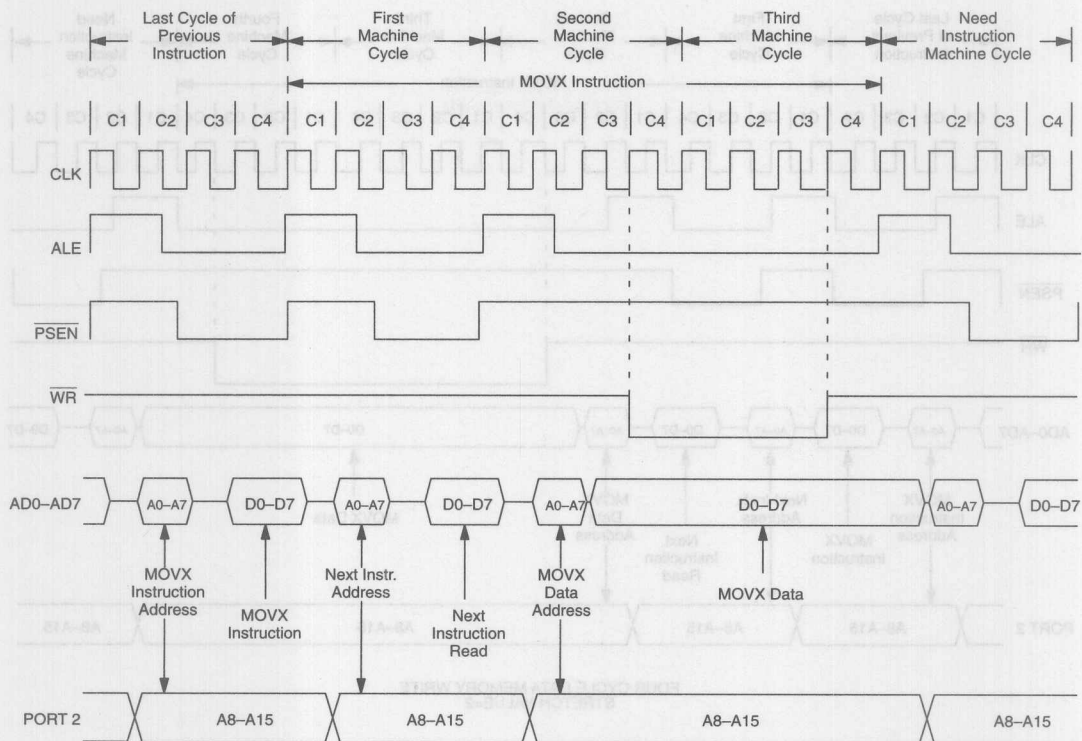 Last Cycle of
Previous
Instruction
First
Machine
Cycle
Second
Machine
Cycle
Third
Machine
Cycle
Need
Instruction
Machine Cycle
MOVX Instruction
C1 C2 C3 C4 C1 C2 C3 C4 C1 C2 C3 C4 C1 C2 C3 C4 C1 C2 C3 C4
CLK
ALE
PSEN
WR
AD0–AD7 A0–A7 D0–D7 A0–A7 D0–D7 A0–A7 D0–D7 A0–A7 D0–D7
MOVX
Instruction
Address
MOVX
Instruction
Next Instr.
Address
Next
Instruction
Read
MOVX
Data
Address
MOVX Data
PORT 2 A8–A15 A8–A15 A8–A15 A8–A15